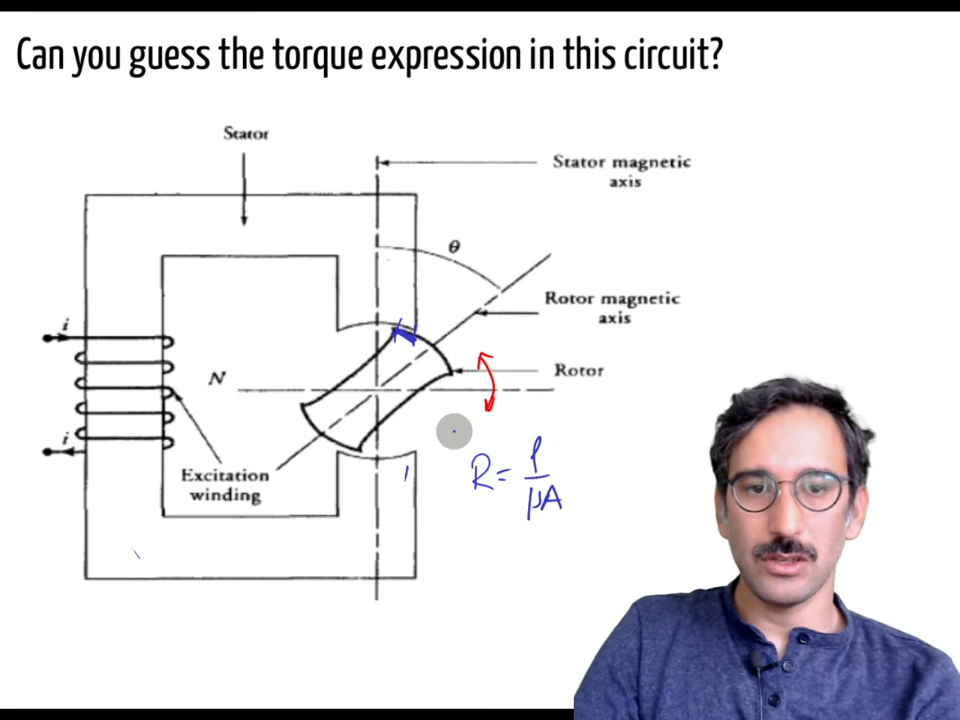 Can you guess the torque expression in this circuit?
Stator
Stator magnetic
axis
θ
Rotor magnetic
axis
i
N
Rotor
i
Excitation
winding
R = l
μA